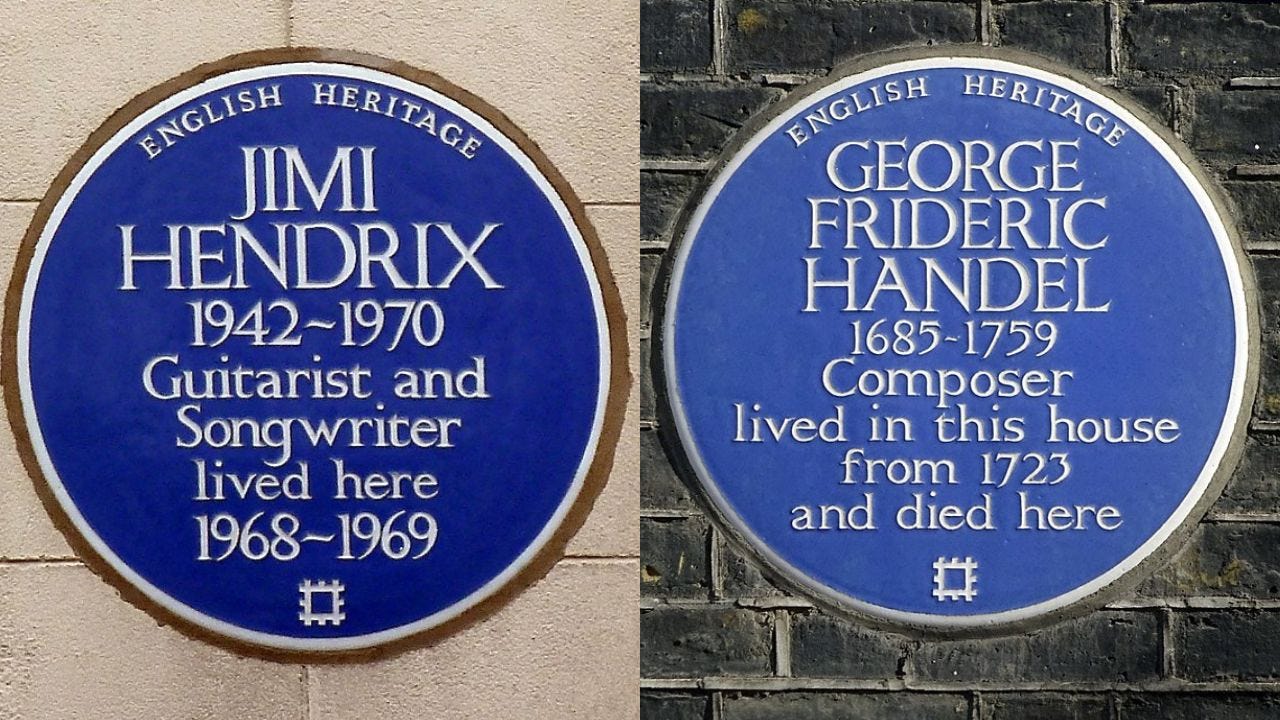 ENGLISH HERITAGE
JIMI
HENDRIX
1942~1970
Guitarist and
Songwriter
lived here
1968~1969
ENGLISH HERITAGE
GEORGE
FRIDERIC
HANDEL
1685-1759
Composer
lived in this house
from 1723
and died here